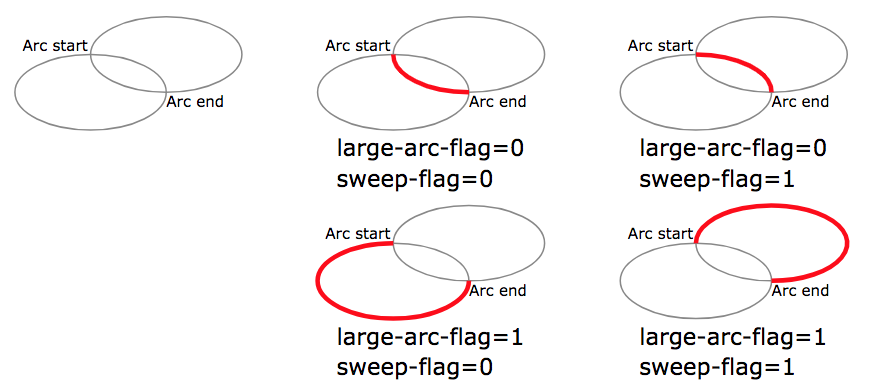 Arc start
Arc end
Arc start
Arc end
large-arc-flag=0
sweep-flag=0
Arc start
Arc end
large-arc-flag=0
sweep-flag=1
Arc start
Arc end
large-arc-flag=1
sweep-flag=0
Arc start
Arc end
large-arc-flag=1
sweep-flag=1